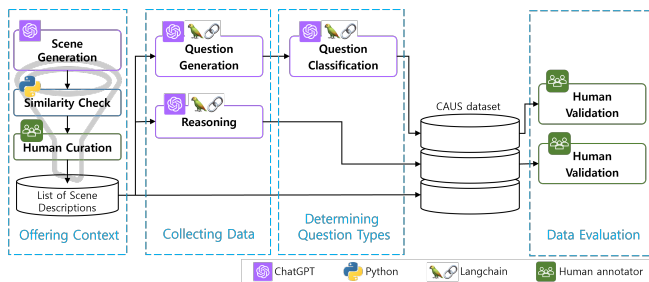 Scene
Generation
Similarity Check
Human Curation
List of Scene
Descriptions
Offering Context
Question
Generation
Reasoning
Collecting Data
Question
Classification
Determining
Question Types
CAUS dataset
Human
Validation
Human
Validation
Data Evaluation
ChatGPT
Python
Langchain
Human annotator